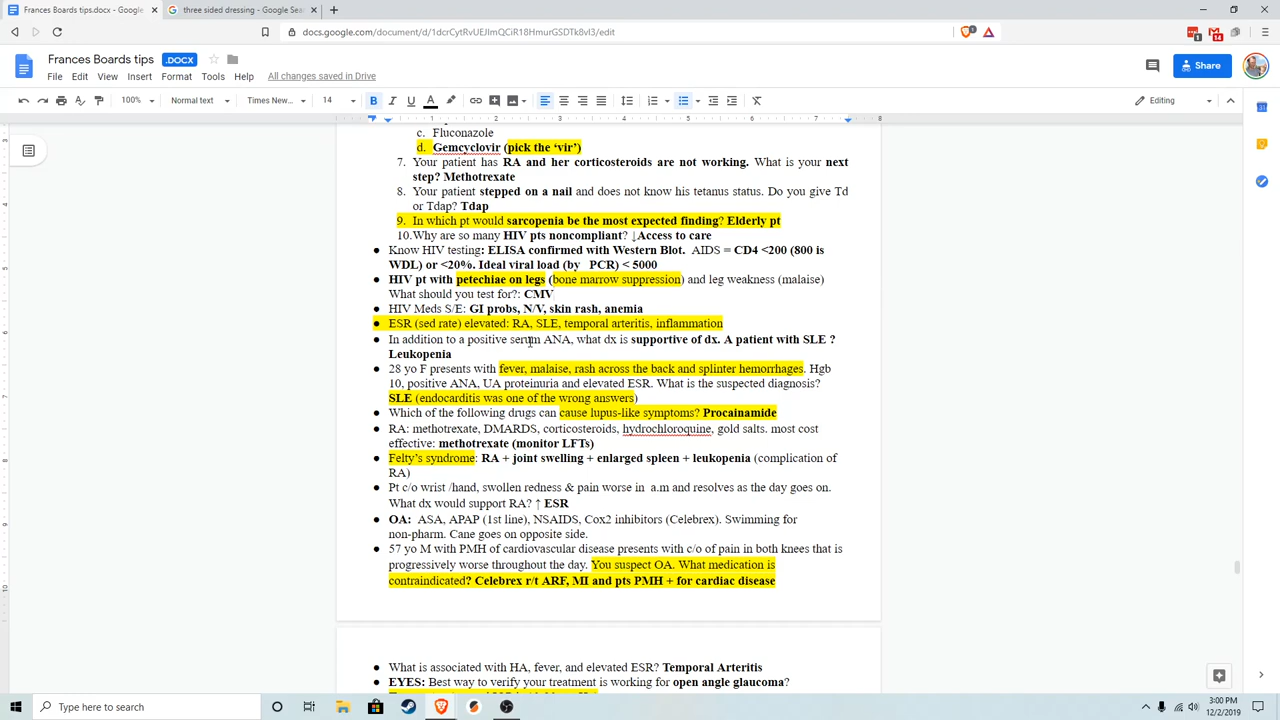 Frances Boards tips.docx - Google
three sided dressing - Google Sea
docs.google.com/document/d/1dcrCytRvUEJImQCiR18HmurGSDTk8vI3/edit
Frances Boards tips .DOCX
File Edit View Insert Format Tools Help All changes saved in Drive
Share
100% Normal text Times New... 14 B I U A Editing
1 2 3 4 5 6 7 8
c. Fluconazole
d. Gemcyclovir (pick the ‘vir’)
7. Your patient has RA and her corticosteroids are not working. What is your next
step? Methotrexate
8. Your patient stepped on a nail and does not know his tetanus status. Do you give Td
or Tdap? Tdap
9. In which pt would sarcopenia be the most expected finding? Elderly pt
10.Why are so many HIV pts noncompliant? ↓Access to care
● Know HIV testing: ELISA confirmed with Western Blot. AIDS = CD4 <200 (800 is
WDL) or <20%. Ideal viral load (by PCR) < 5000
● HIV pt with petechiae on legs (bone marrow suppression) and leg weakness (malaise)
What should you test for?: CMV
● HIV Meds S/E: GI probs, N/V, skin rash, anemia
● ESR (sed rate) elevated: RA, SLE, temporal arteritis, inflammation
● In addition to a positive serum ANA, what dx is supportive of dx. A patient with SLE ?
Leukopenia
● 28 yo F presents with fever, malaise, rash across the back and splinter hemorrhages. Hgb
10, positive ANA, UA proteinuria and elevated ESR. What is the suspected diagnosis?
SLE (endocarditis was one of the wrong answers)
● Which of the following drugs can cause lupus-like symptoms? Procainamide
● RA: methotrexate, DMARDS, corticosteroids, hydrochloroquine, gold salts. most cost
effective: methotrexate (monitor LFTs)
● Felty’s syndrome: RA + joint swelling + enlarged spleen + leukopenia (complication of
RA)
● Pt c/o wrist /hand, swollen redness & pain worse in a.m and resolves as the day goes on.
What dx would support RA? ↑ ESR
● OA: ASA, APAP (1st line), NSAIDS, Cox2 inhibitors (Celebrex). Swimming for
non-pharm. Cane goes on opposite side.
● 57 yo M with PMH of cardiovascular disease presents with c/o of pain in both knees that is
progressively worse throughout the day. You suspect OA. What medication is
contraindicated? Celebrex r/t ARF, MI and pts PMH + for cardiac disease
● What is associated with HA, fever, and elevated ESR? Temporal Arteritis
● EYES: Best way to verify your treatment is working for open angle glaucoma?
Type here to search
3:00 PM
12/2/2019